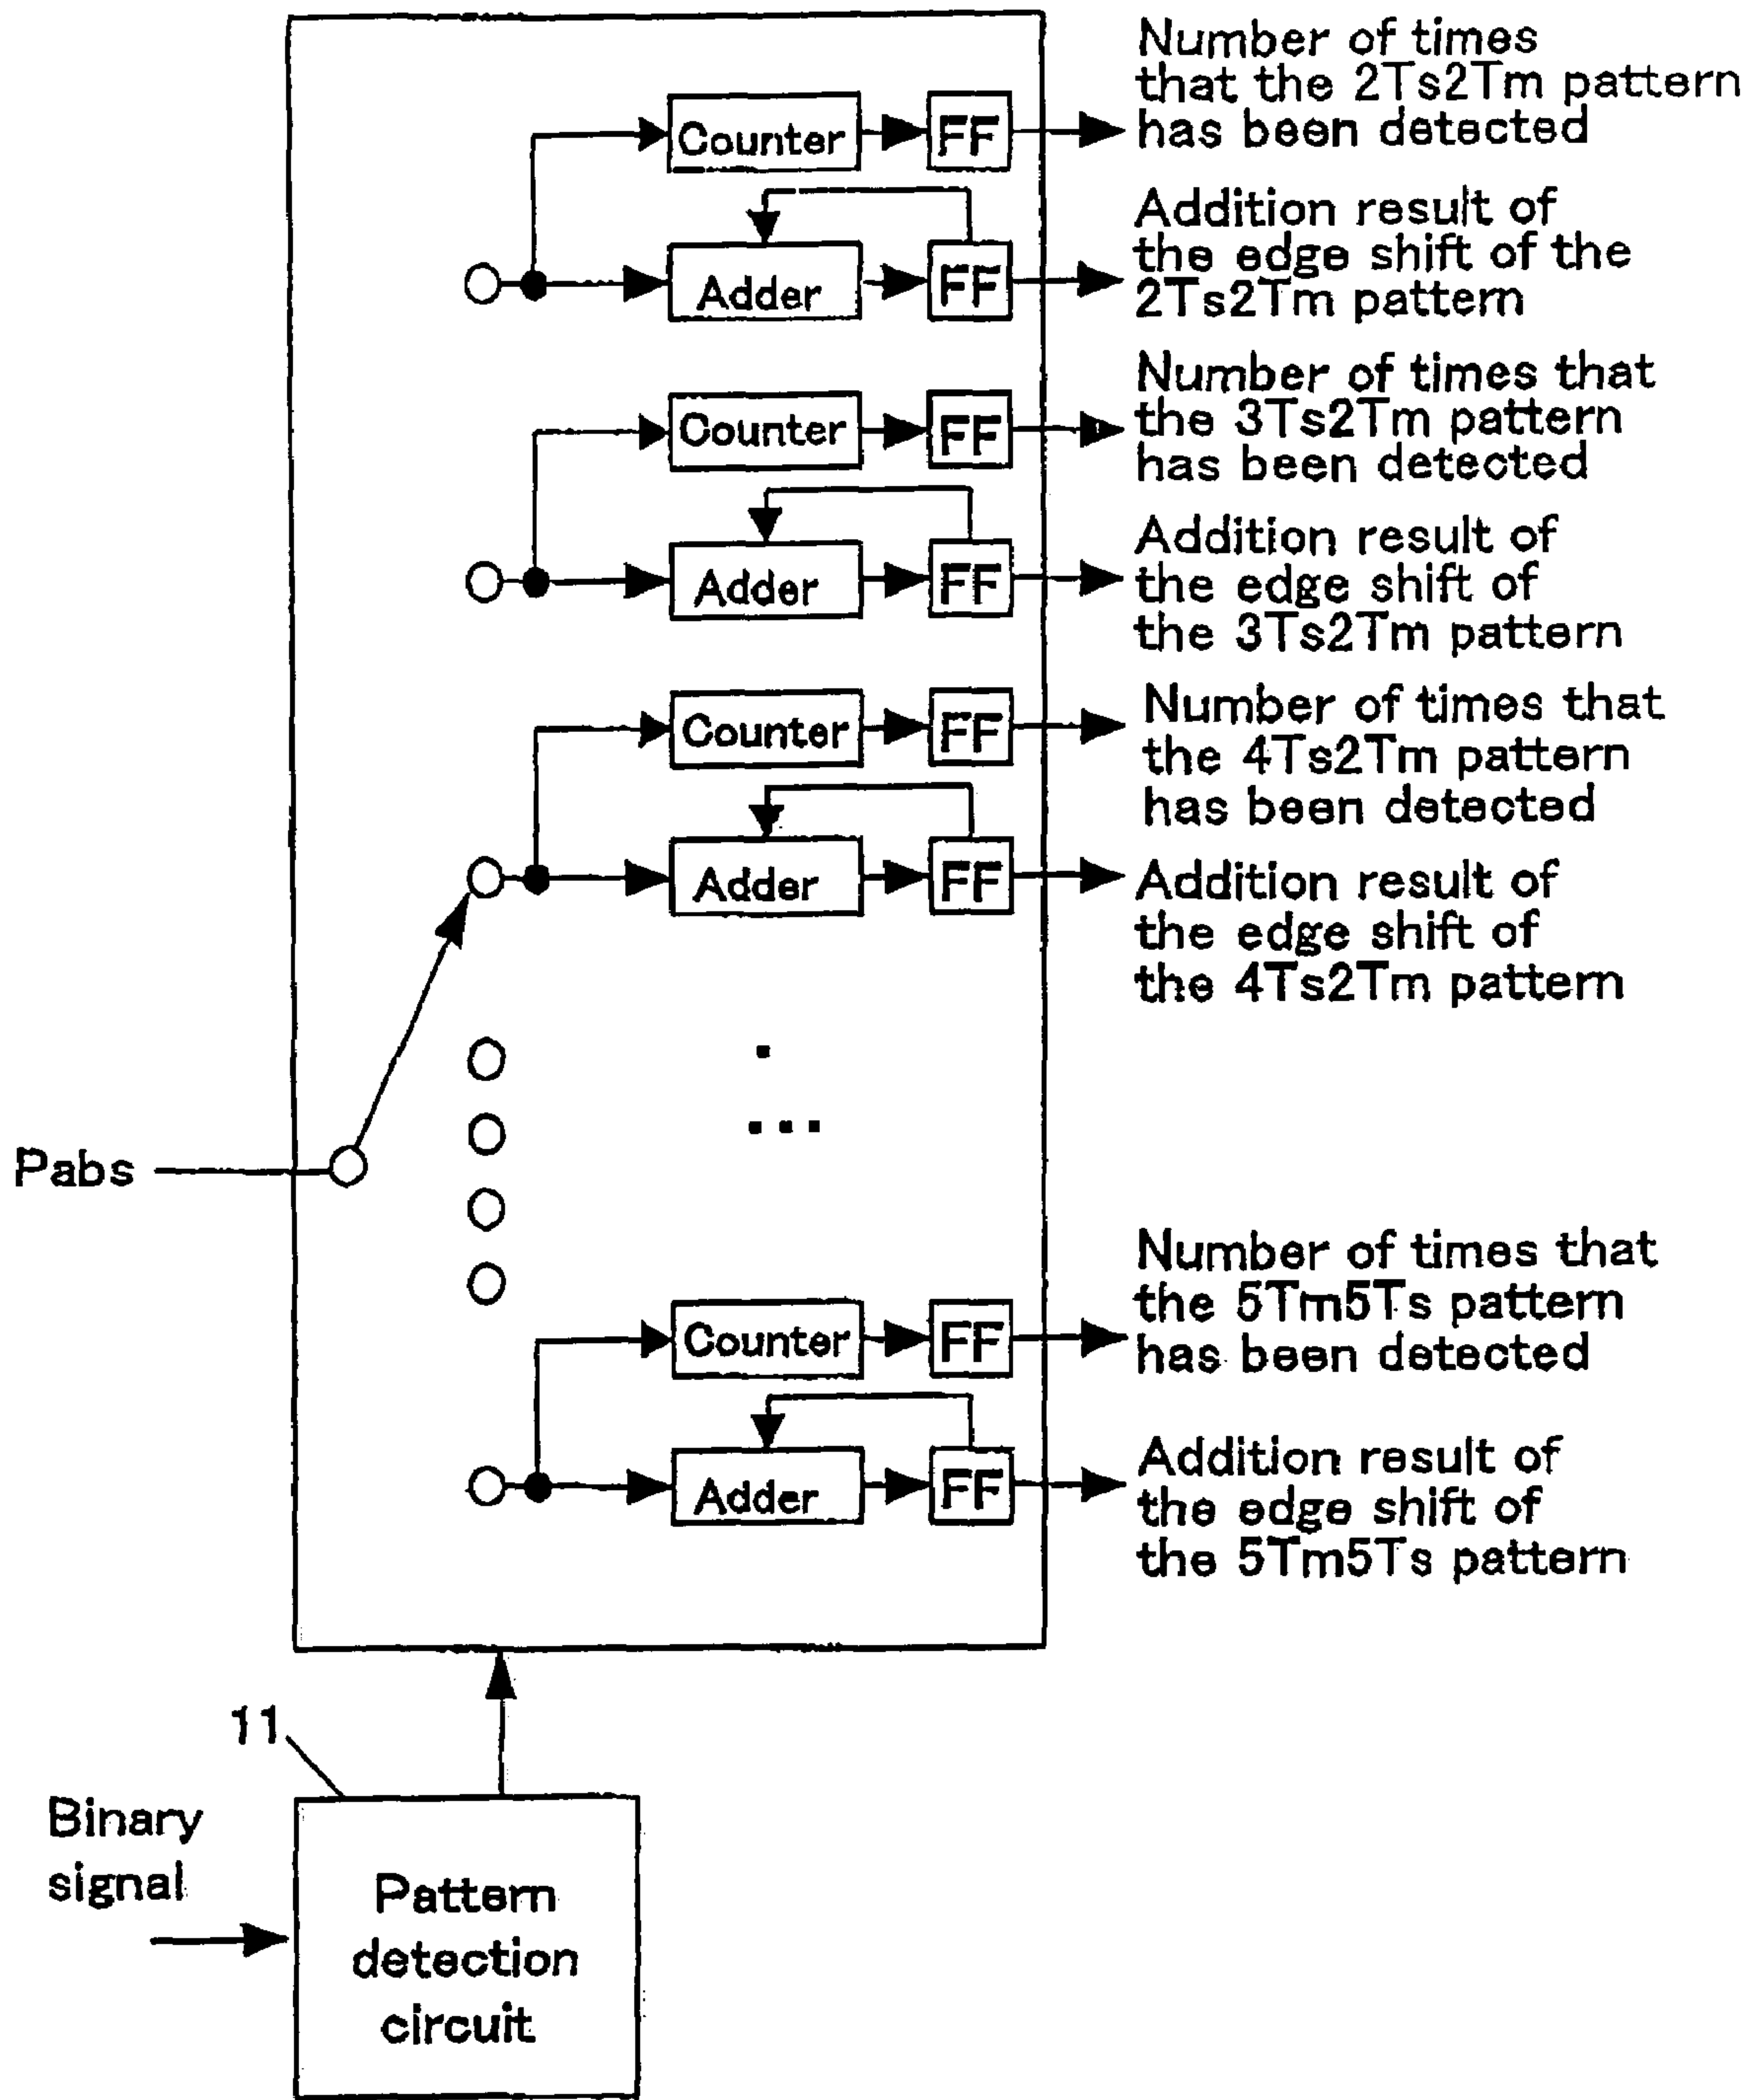 Number of times
that the 2Ts2Tm pattern
has been detected
Counter
FF
Addition result of
the edge shift of the
2Ts2Tm pattern
Adder
FF
Number of times that
the 3Ts2Tm pattern
has been detected
Counter
FF
Addition result of
the edge shift of
the 3Ts2Tm pattern
Adder
FF
Number of times that
the 4Ts2Tm pattern
has been detected
Counter
FF
Addition result of
the edge shift of
the 4Ts2Tm pattern
Adder
FF
Pabs
Number of times that
the 5Tm5Ts pattern
has been detected
Counter
FF
Addition result of
the edge shift of
the 5Tm5Ts pattern
Adder
FF
11
Binary
signal
Pattern
detection
circuit